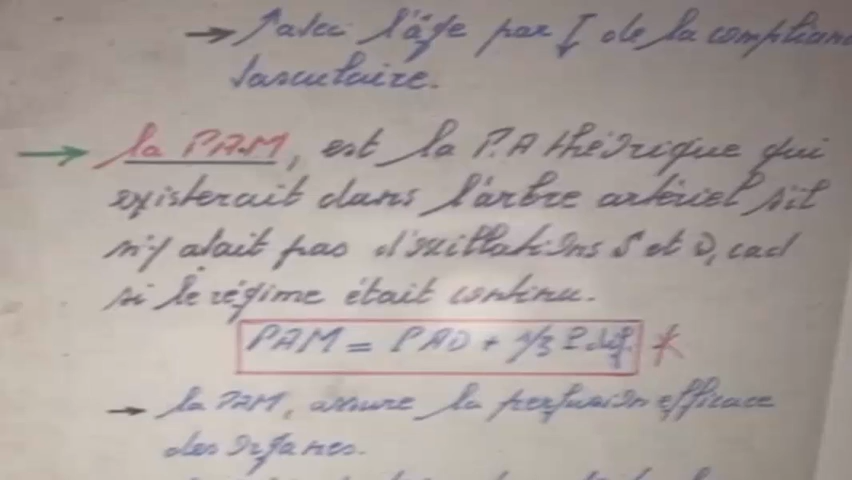 → ↑ avec l'âge par ↓ de la complian
vasculaire.
→ la PAM, est la P.A théorique qui
existerait dans l'arbre artériel s'il
n'y avait pas d'oscillations S et D, cad
si le régime était continu.
PAM = PAD + 1/3 P dif. *
→ la PAM, assure la perfusion efficace
des organes.